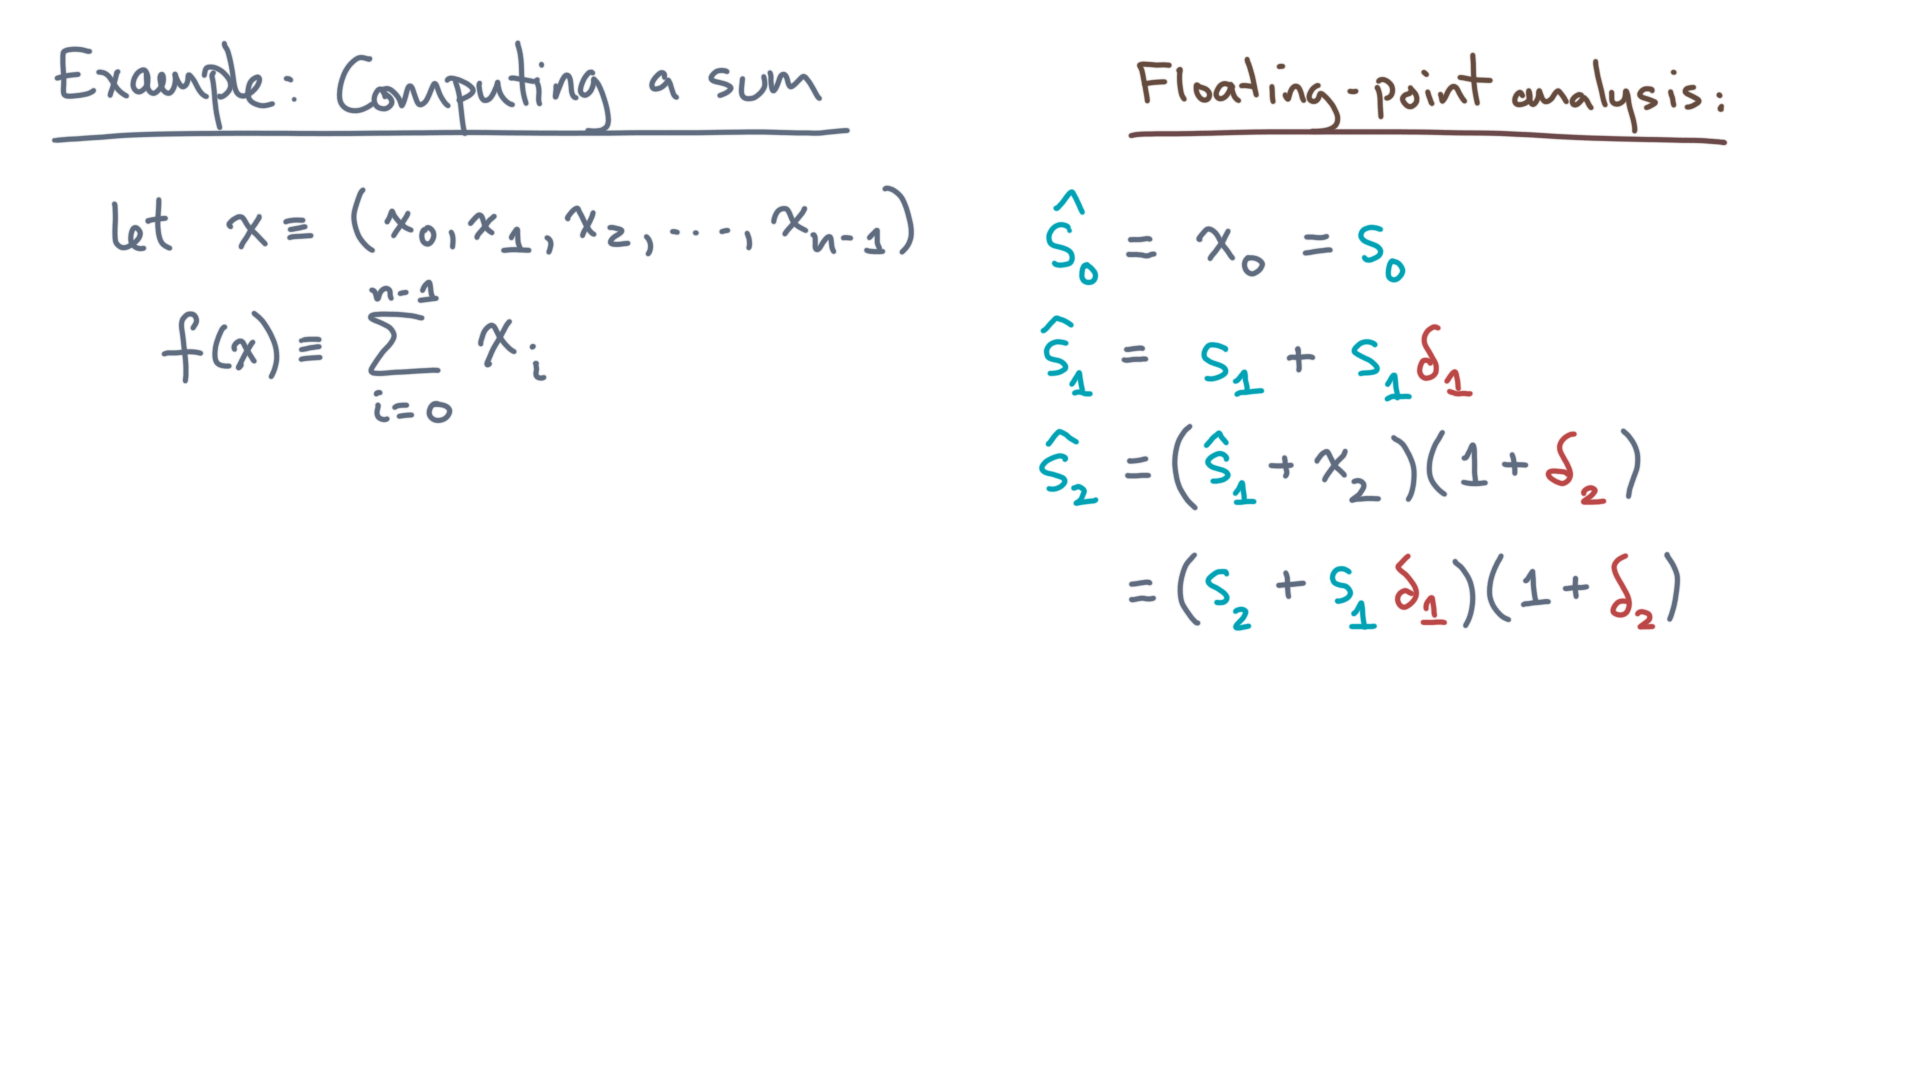 Example: Computing a sum
let x ≡ (x₀, x₁, x₂, ..., xₙ₋₁)
f(x) ≡ ∑ᵢ₌₀ⁿ⁻¹ xᵢ
Floating-point analysis:
ŝ₀ = x₀ = s₀
ŝ₁ = s₁ + s₁δ₁
ŝ₂ = (ŝ₁ + x₂)(1 + δ₂)
= (s₂ + s₁δ₁)(1 + δ₂)